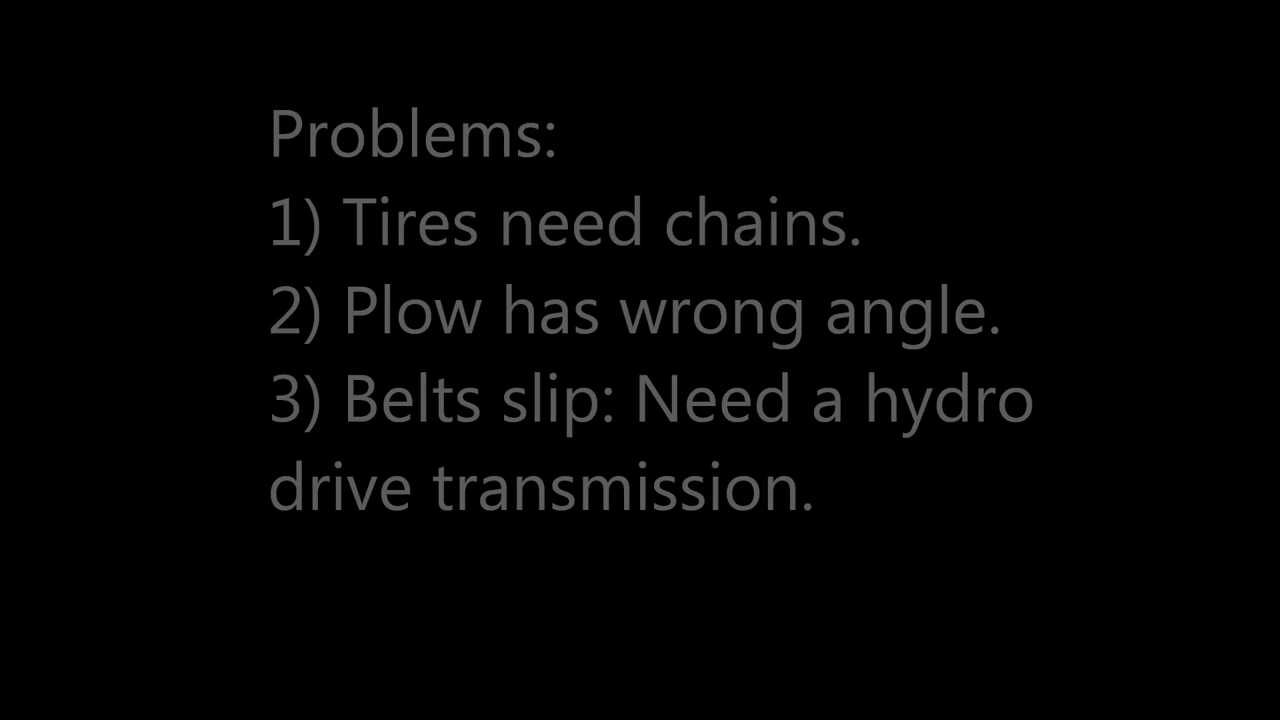 Problems:
1) Tires need chains.
2) Plow has wrong angle.
3) Belts slip: Need a hydro
drive transmission.